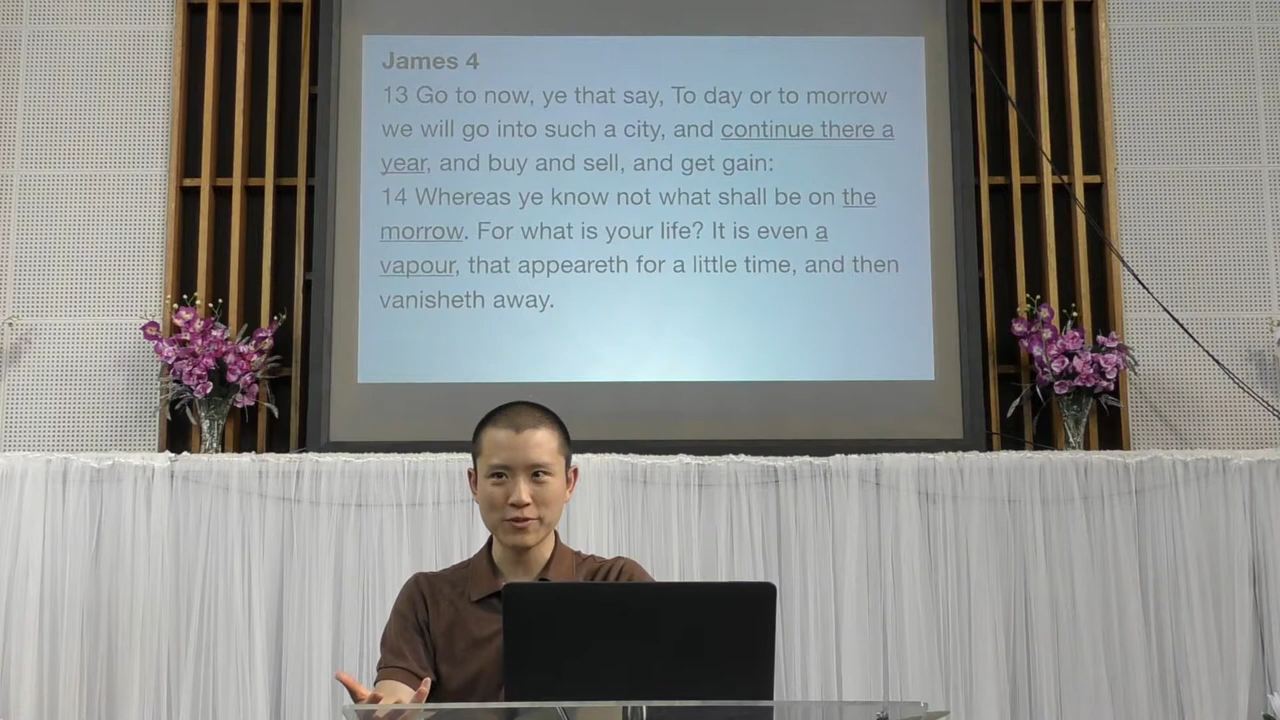 James 4
13 Go to now, ye that say, To day or to morrow
we will go into such a city, and continue there a
year, and buy and sell, and get gain:
14 Whereas ye know not what shall be on the
morrow. For what is your life? It is even a
vapour, that appeareth for a little time, and then
vanisheth away.